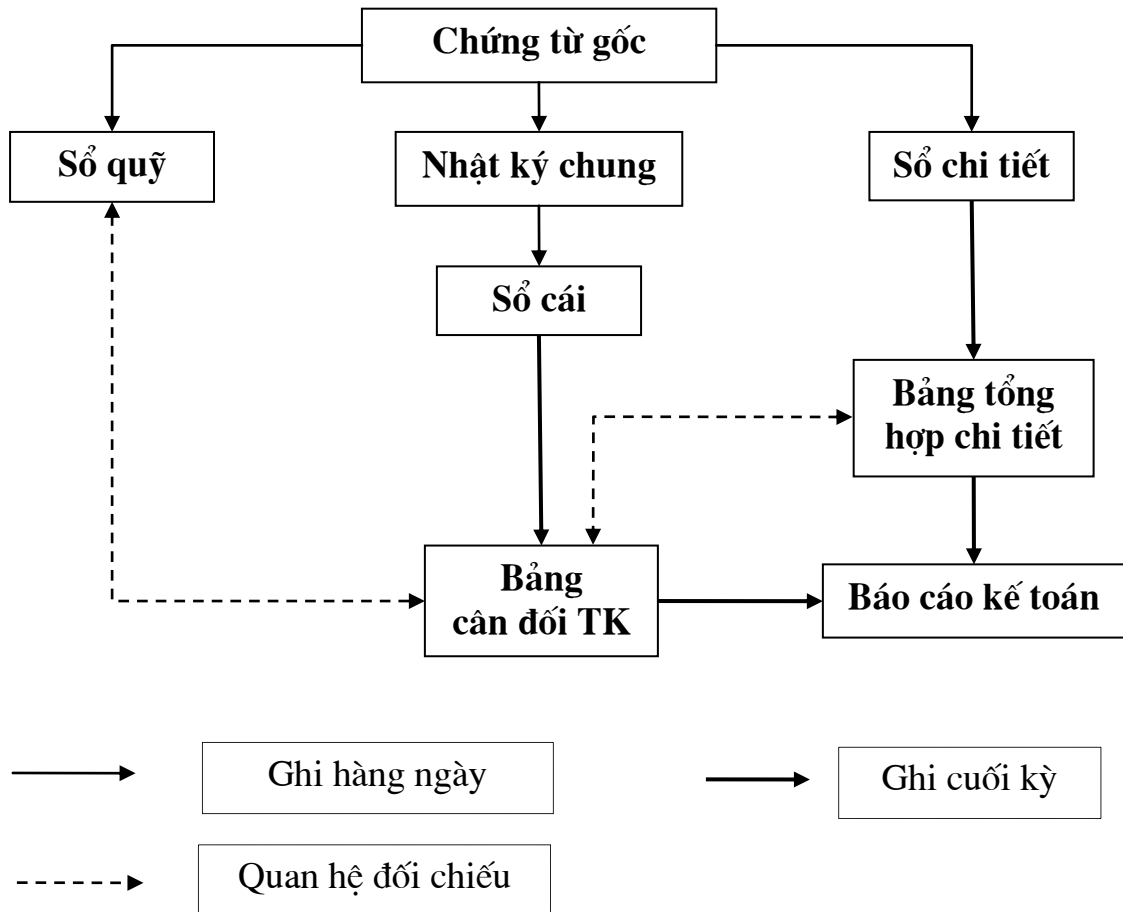 Chứng từ gốc
Sổ quỹ
Nhật ký chung
Sổ chi tiết
Sổ cái
Bảng tổng
hợp chi tiết
Bảng
cân đối TK
Báo cáo kế toán
Ghi hàng ngày
Ghi cuối kỳ
Quan hệ đối chiếu